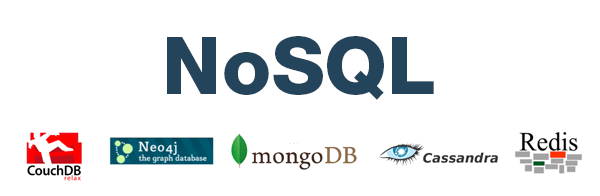 NoSQL
CouchDB
relax
Neo4j
the graph database
mongoDB
Cassandra
Redis